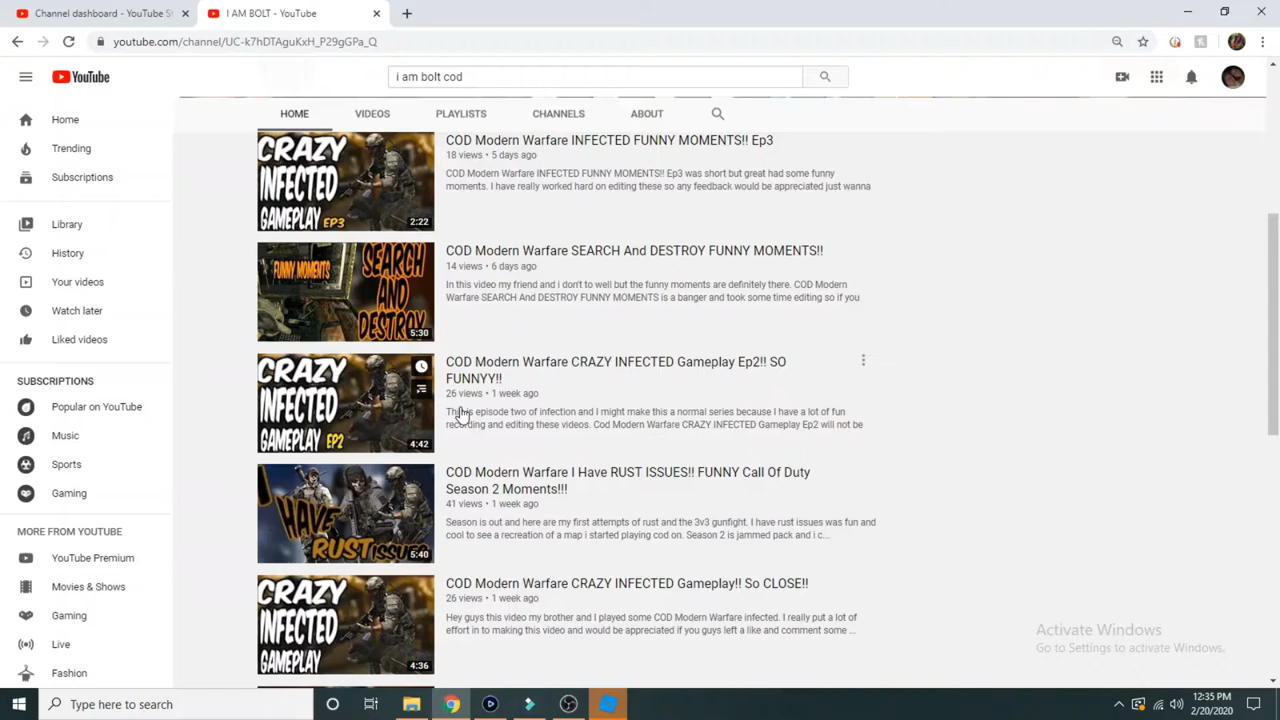 Channel dashboard - YouTube St
I AM BOLT - YouTube
youtube.com/channel/UC-k7hDTAguKxH_P29gGPa_Q
YouTube
i am bolt cod
HOME VIDEOS PLAYLISTS CHANNELS ABOUT
Home
Trending
Subscriptions
Library
History
Your videos
Watch later
Liked videos
SUBSCRIPTIONS
Popular on YouTube
Music
Sports
Gaming
MORE FROM YOUTUBE
YouTube Premium
Movies & Shows
Gaming
Live
Fashion
CRAZY
INFECTED
GAMEPLAY EP3
2:22
COD Modern Warfare INFECTED FUNNY MOMENTS!! Ep3
18 views • 5 days ago
COD Modern Warfare INFECTED FUNNY MOMENTS!! Ep3 was short but great had some funny
moments. I have really worked hard on editing these so any feedback would be appreciated just wanna
FUNNY MOMENTS
SEARCH
AND
DESTROY
5:30
COD Modern Warfare SEARCH And DESTROY FUNNY MOMENTS!!
14 views • 6 days ago
In this video my friend and i don't to well but the funny moments are definitely there. COD Modern
Warfare SEARCH And DESTROY FUNNY MOMENTS is a banger and took some time editing so if you
CRAZY
INFECTED
GAMEPLAY EP2
4:42
COD Modern Warfare CRAZY INFECTED Gameplay Ep2!! SO
FUNNYY!!
26 views • 1 week ago
This is episode two of infection and I might make this a normal series because I have a lot of fun
recording and editing these videos. Cod Modern Warfare CRAZY INFECTED Gameplay Ep2 will not be
I
HAVE
RUST ISSUES
5:40
COD Modern Warfare I Have RUST ISSUES!! FUNNY Call Of Duty
Season 2 Moments!!!
41 views • 1 week ago
Season is out and here are my first attempts of rust and the 3v3 gunfight. I have rust issues was fun and
cool to see a recreation of a map i started playing cod on. Season 2 is jammed pack and i c...
CRAZY
INFECTED
GAMEPLAY
4:36
COD Modern Warfare CRAZY INFECTED Gameplay!! So CLOSE!!
26 views • 1 week ago
Hey guys this video my brother and I played some COD Modern Warfare infected. I really put a lot of
effort in to making this video and would be appreciated if you guys left a like and comment some ...
Activate Windows
Go to Settings to activate Windows.
Type here to search
12:35 PM
2/20/2020